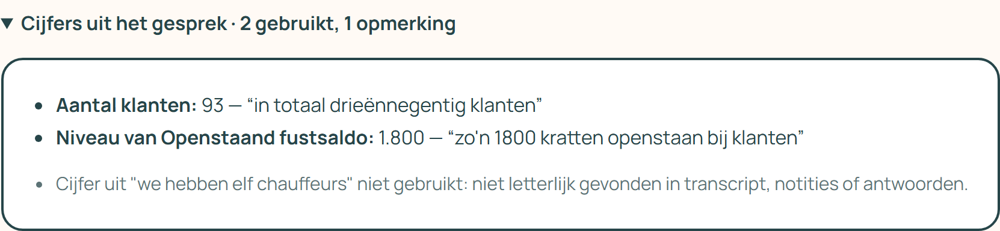 ▼ Cijfers uit het gesprek · 2 gebruikt, 1 opmerking
• Aantal klanten: 93 — “in totaal drieënnegentig klanten”
• Niveau van Openstaand fustsaldo: 1.800 — “zo'n 1800 kratten openstaan bij klanten”
• Cijfer uit "we hebben elf chauffeurs" niet gebruikt: niet letterlijk gevonden in transcript, notities of antwoorden.